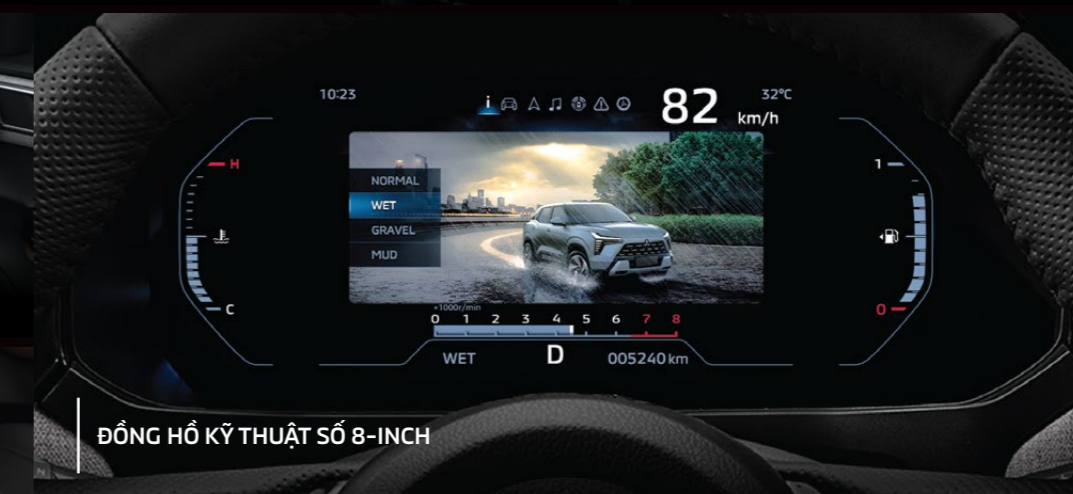 10:23
82
km/h
32°C
H
C
NORMAL
WET
GRAVEL
MUD
1
0
×1000r/min
0 1 2 3 4 5 6 7 8
WET
D
005240 km
ĐỒNG HỒ KỸ THUẬT SỐ 8-INCH